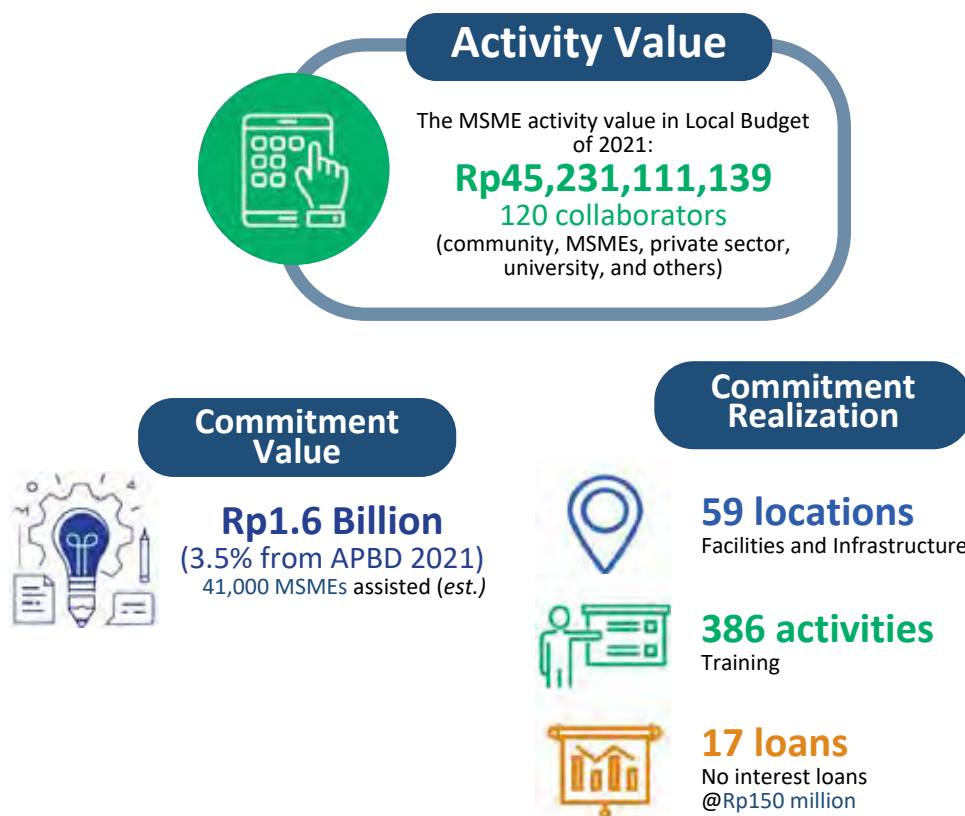 Activity Value
The MSME activity value in Local Budget
of 2021:
Rp45,231,111,139
120 collaborators
(community, MSMEs, private sector,
university, and others)
Commitment
Value
Rp1.6 Billion
(3.5% from APBD 2021)
41,000 MSMEs assisted (est.)
Commitment
Realization
59 locations
Facilities and Infrastructure
386 activities
Training
17 loans
No interest loans
@Rp150 million